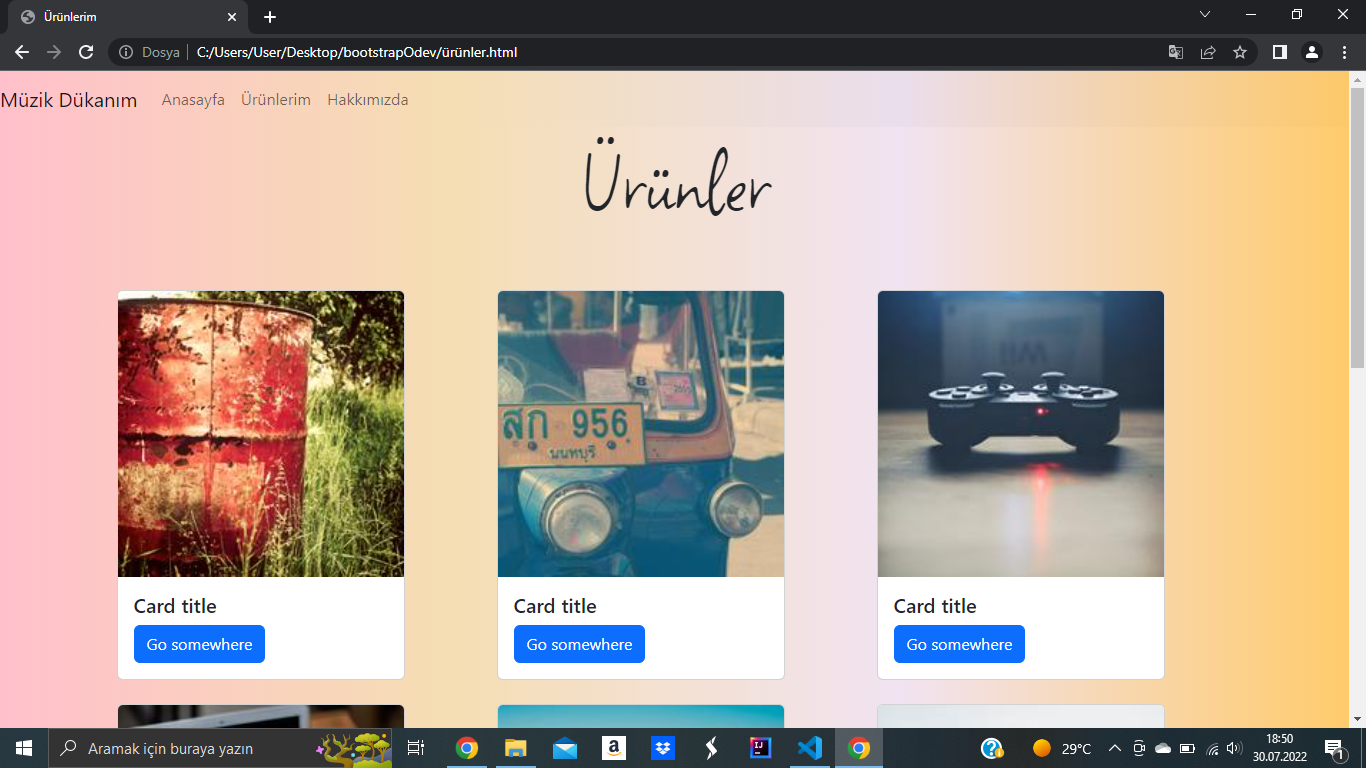 Ürünlerim
Dosya C:/Users/User/Desktop/bootstrapOdev/ürünler.html
Müzik Dükanım Anasayfa Ürünlerim Hakkımızda
Ürünler
B
สก 956
นนทบุรี
Wii
Card title
Go somewhere
Card title
Go somewhere
Card title
Go somewhere
Aramak için buraya yazın
29°C
18:50
30.07.2022
1